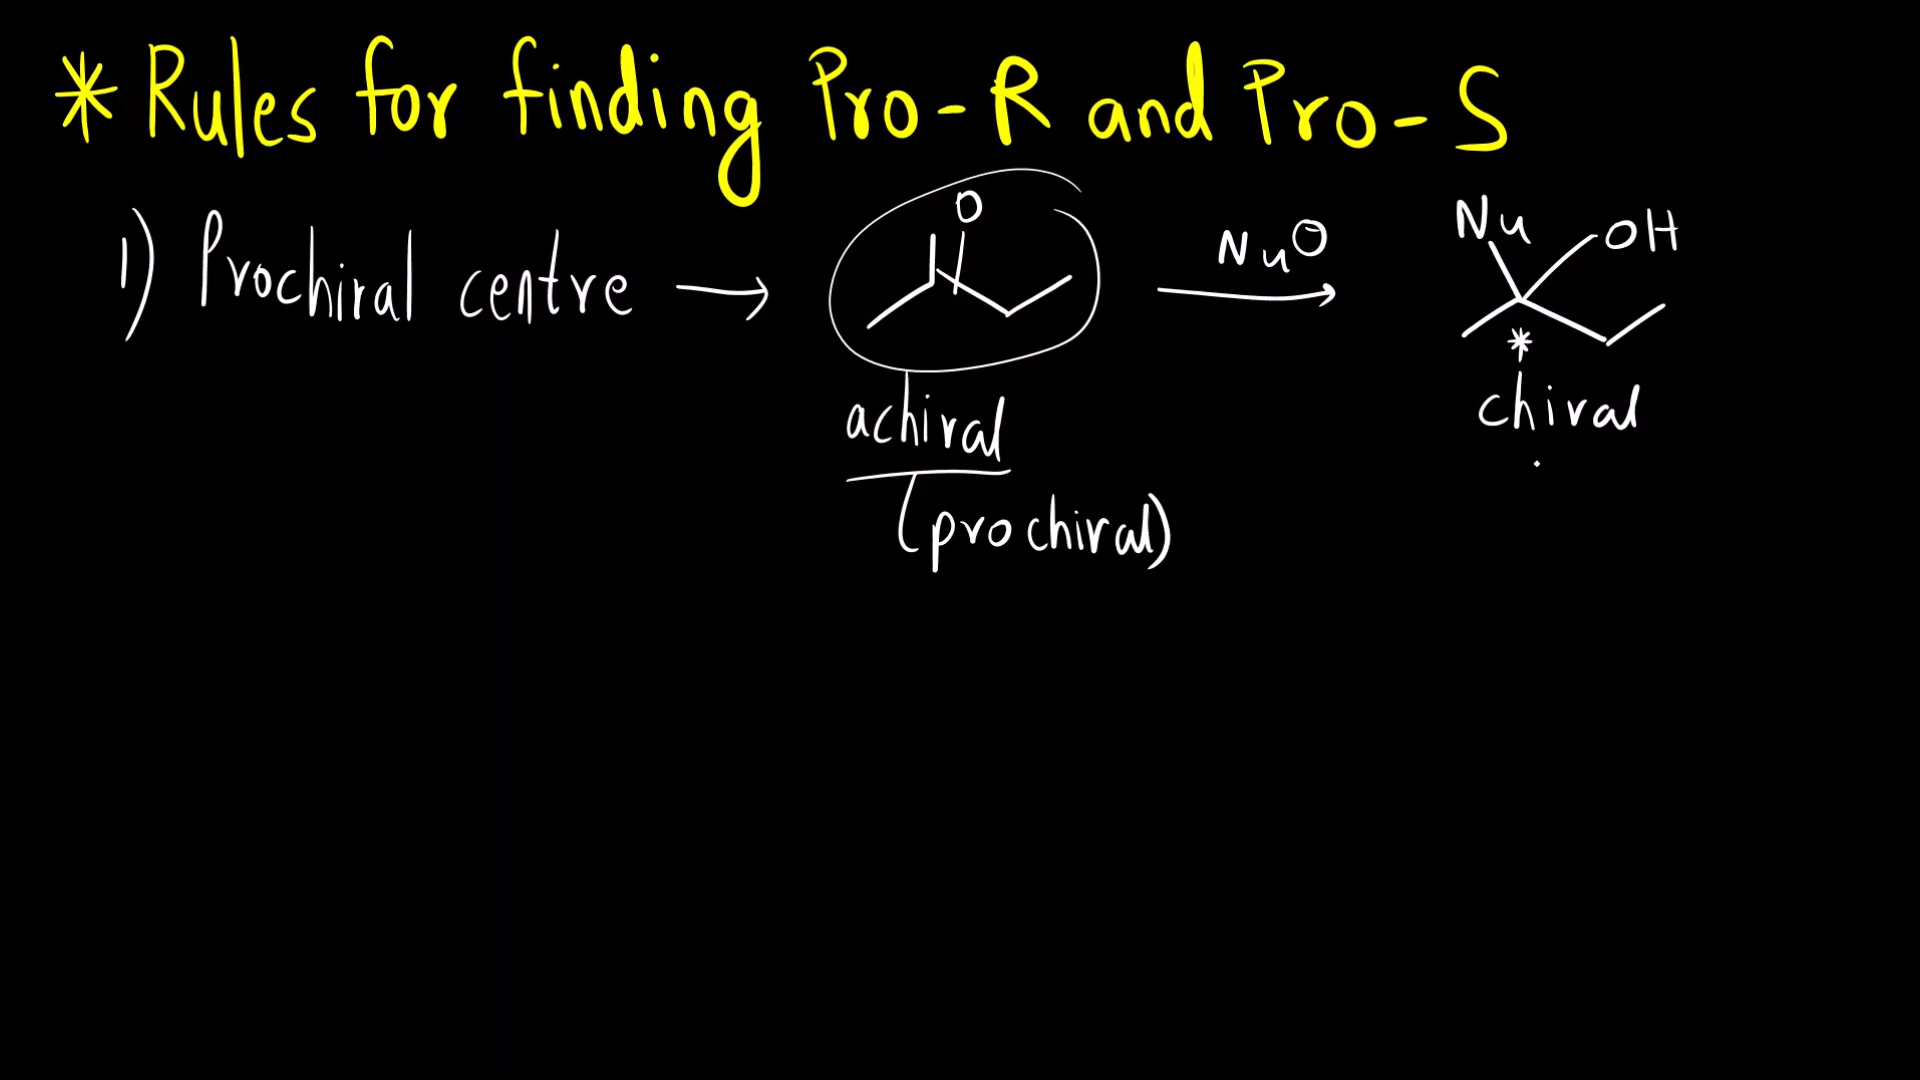 * Rules for finding Pro-R and Pro-S
1) Prochiral centre → O Nu⊖ → Nu OH
*
achiral chiral
(prochiral)